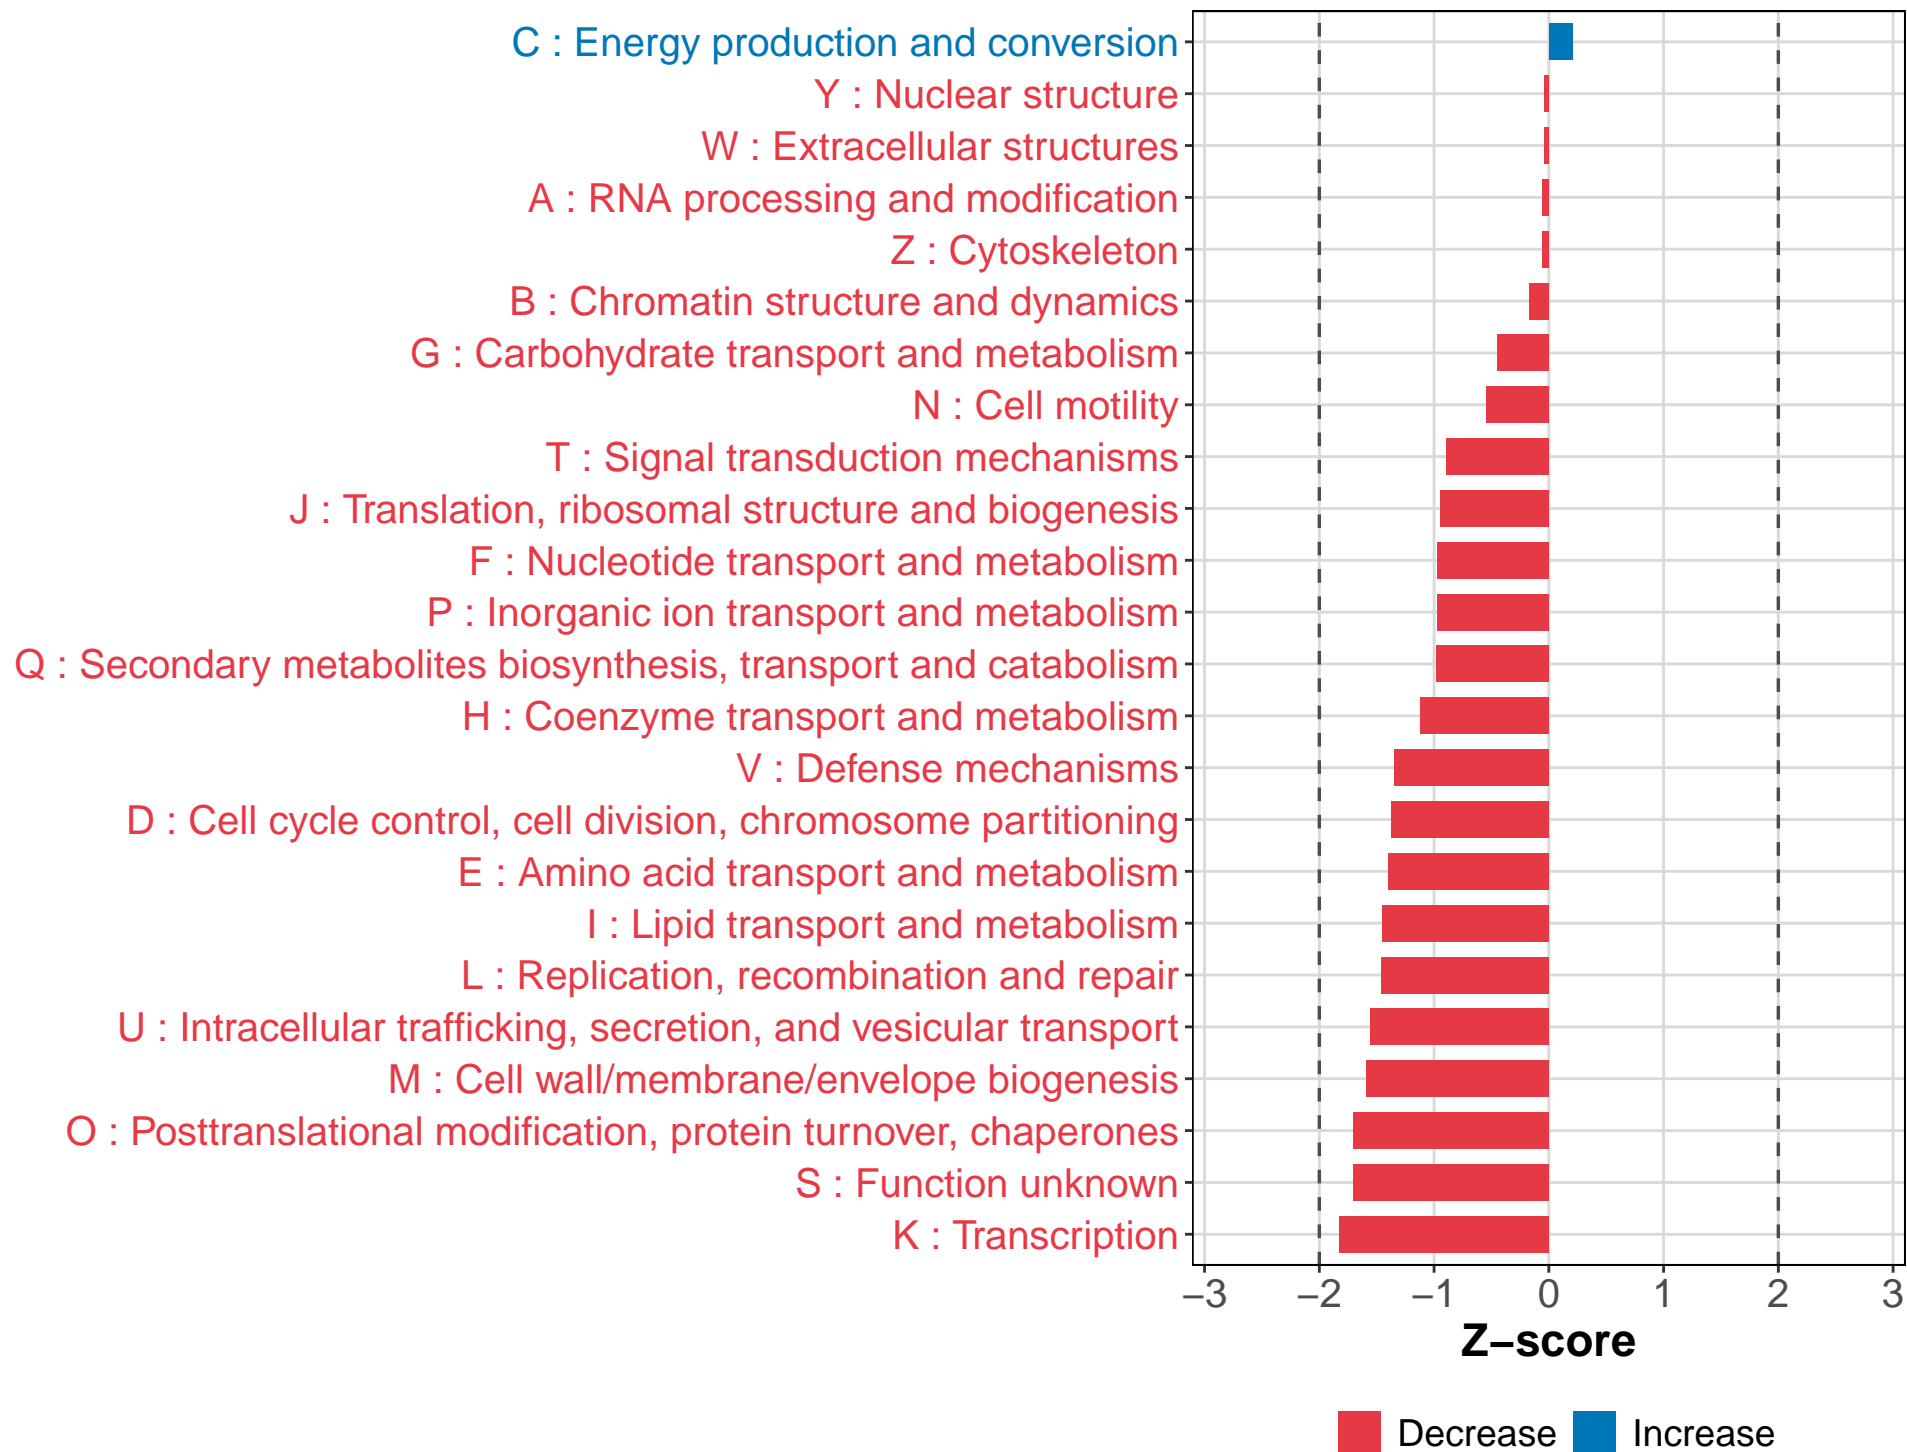 C : Energy production and conversion
Y : Nuclear structure
W : Extracellular structures
A : RNA processing and modification
Z : Cytoskeleton
B : Chromatin structure and dynamics
G : Carbohydrate transport and metabolism
N : Cell motility
T : Signal transduction mechanisms
J : Translation, ribosomal structure and biogenesis
F : Nucleotide transport and metabolism
P : Inorganic ion transport and metabolism
Q : Secondary metabolites biosynthesis, transport and catabolism
H : Coenzyme transport and metabolism
V : Defense mechanisms
D : Cell cycle control, cell division, chromosome partitioning
E : Amino acid transport and metabolism
I : Lipid transport and metabolism
L : Replication, recombination and repair
U : Intracellular trafficking, secretion, and vesicular transport
M : Cell wall/membrane/envelope biogenesis
O : Posttranslational modification, protein turnover, chaperones
S : Function unknown
K : Transcription
−3 −2 −1 0 1 2 3
Z−score
Decrease Increase